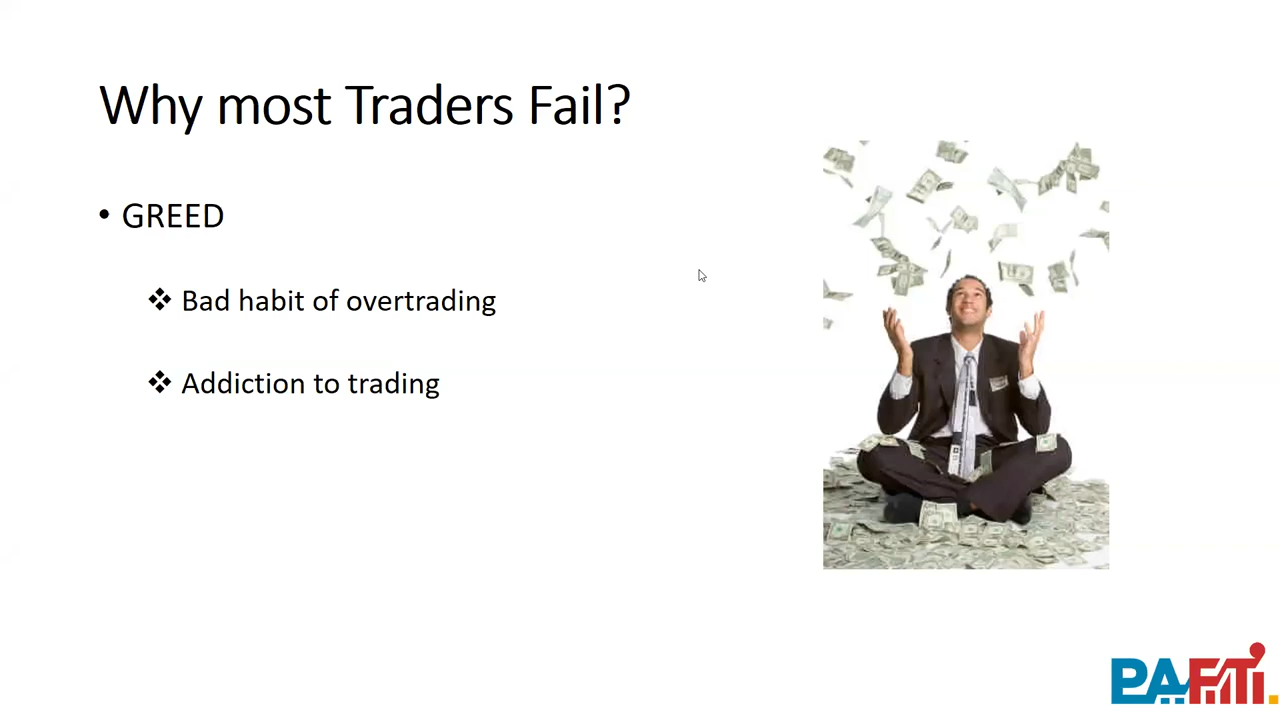 Why most Traders Fail?
• GREED
❖ Bad habit of overtrading
❖ Addiction to trading
PAFTI.